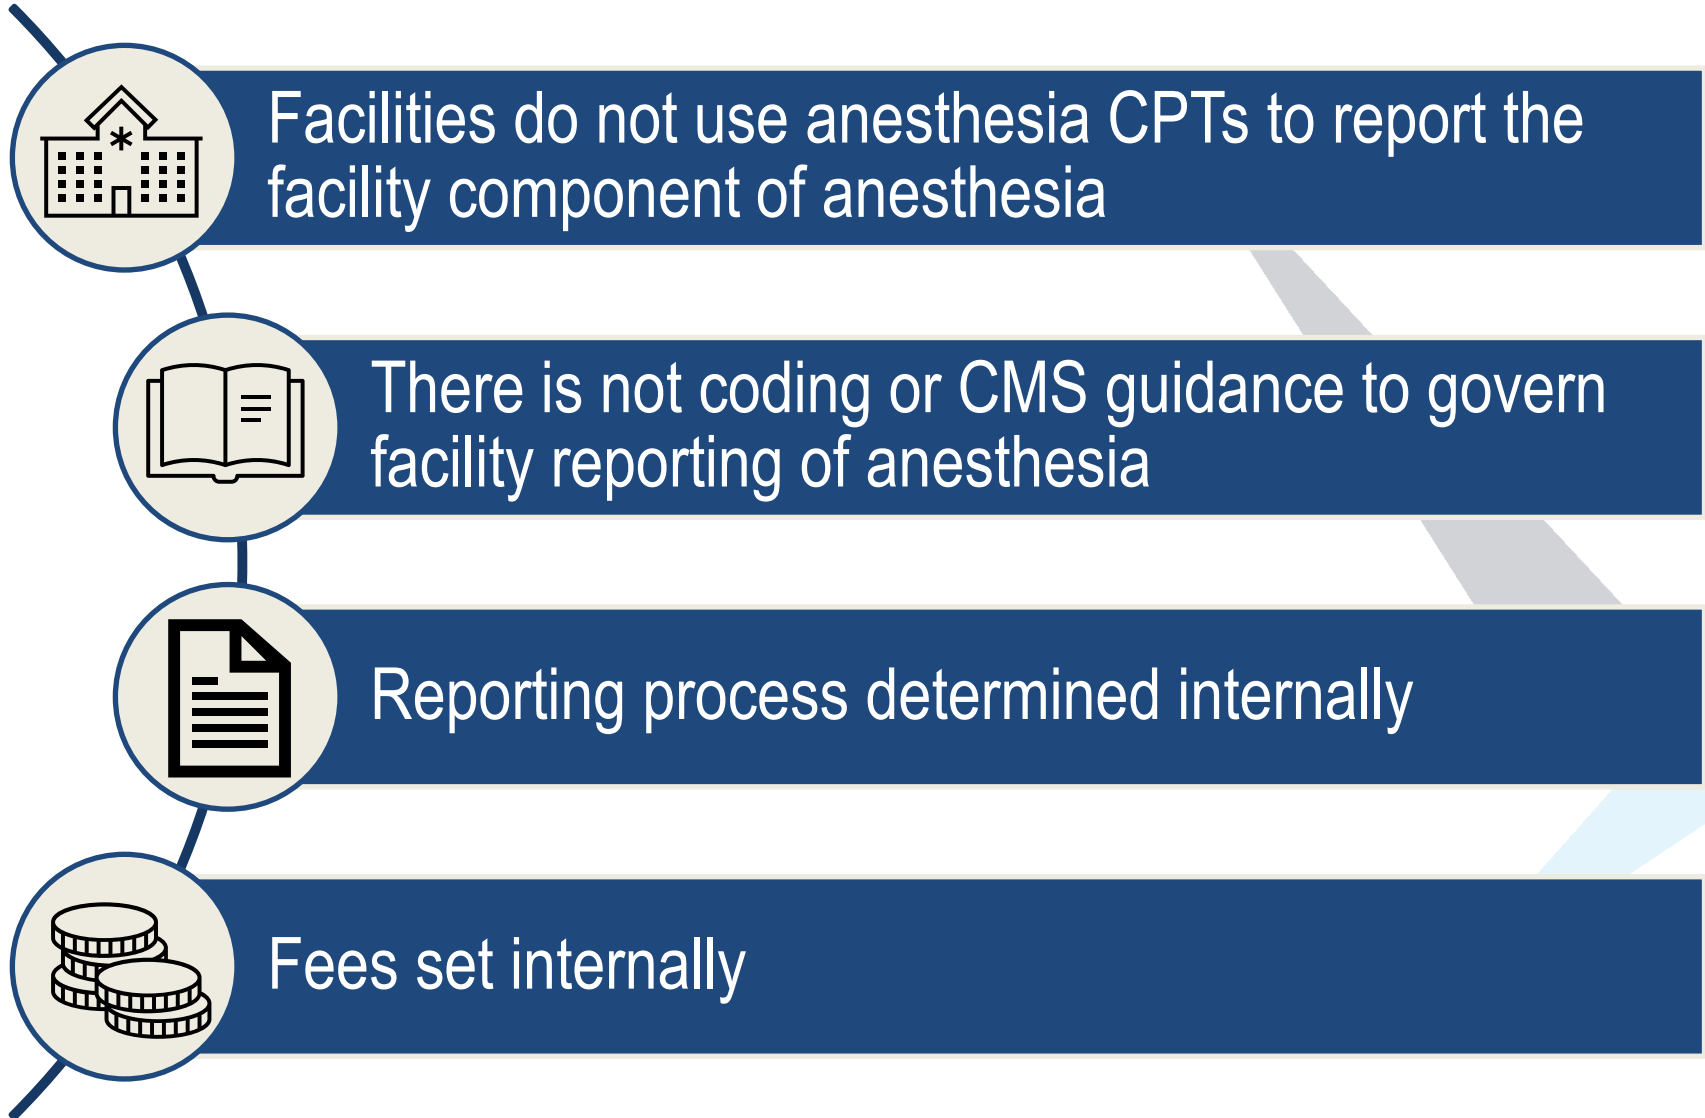 Facilities do not use anesthesia CPTs to report the
facility component of anesthesia
There is not coding or CMS guidance to govern
facility reporting of anesthesia
Reporting process determined internally
Fees set internally